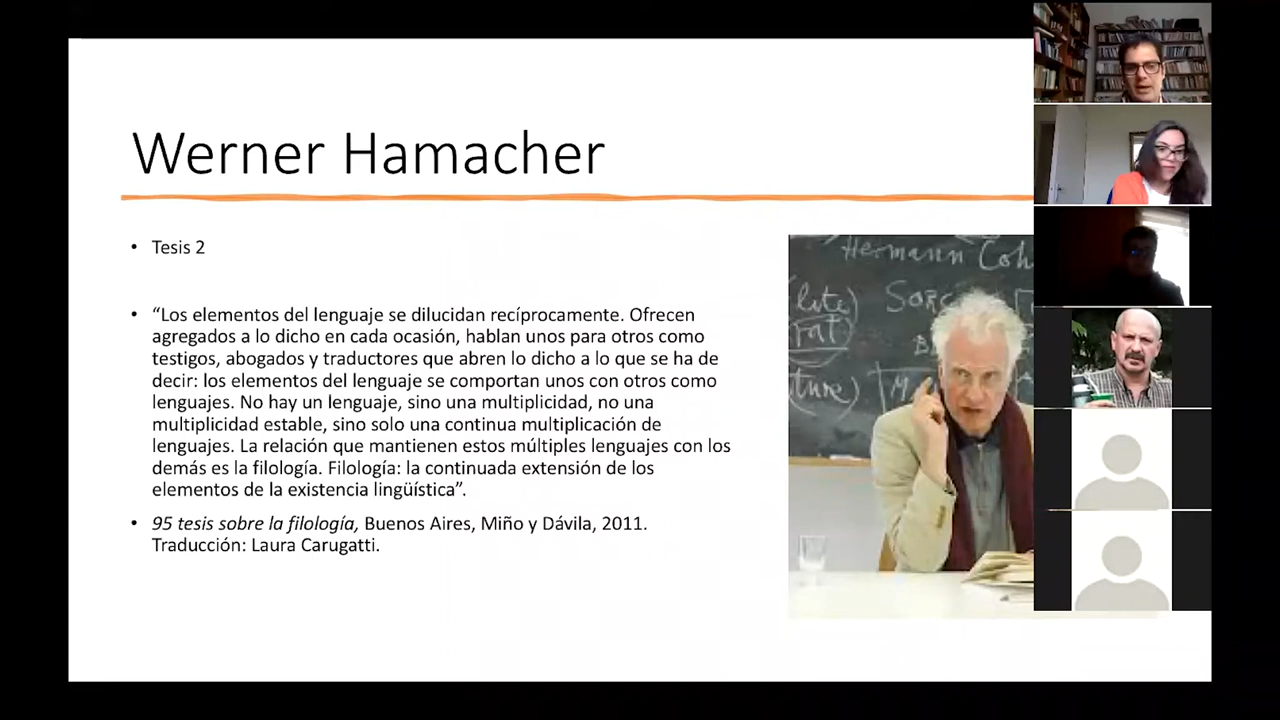 Werner Hamacher
• Tesis 2
• “Los elementos del lenguaje se dilucidan recíprocamente. Ofrecen
agregados a lo dicho en cada ocasión, hablan unos para otros como
testigos, abogados y traductores que abren lo dicho a lo que se ha de
decir: los elementos del lenguaje se comportan unos con otros como
lenguajes. No hay un lenguaje, sino una multiplicidad, no una
multiplicidad estable, sino solo una continua multiplicación de
lenguajes. La relación que mantienen estos múltiples lenguajes con los
demás es la filología. Filología: la continuada extensión de los
elementos de la existencia lingüística”.
• 95 tesis sobre la filología, Buenos Aires, Miño y Dávila, 2011.
Traducción: Laura Carugatti.
Hermann Coh